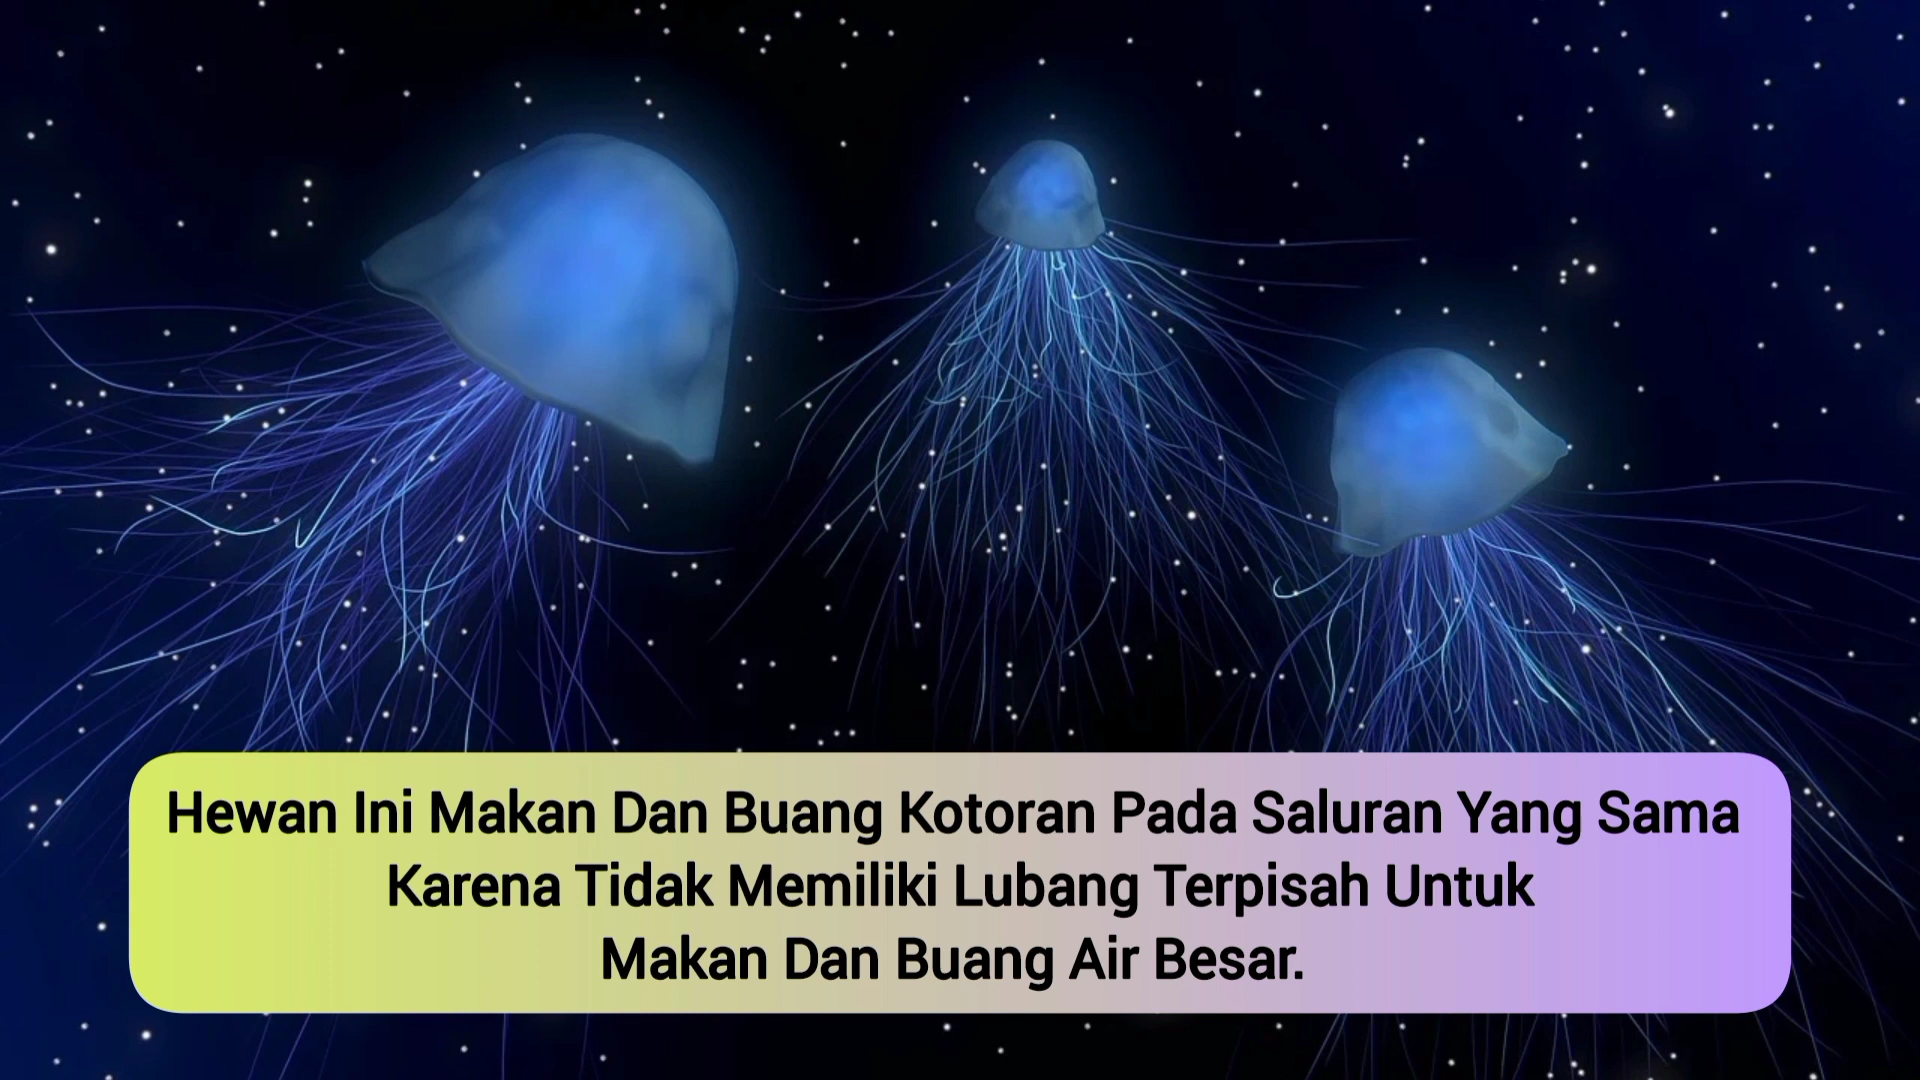 Hewan Ini Makan Dan Buang Kotoran Pada Saluran Yang Sama
Karena Tidak Memiliki Lubang Terpisah Untuk
Makan Dan Buang Air Besar.